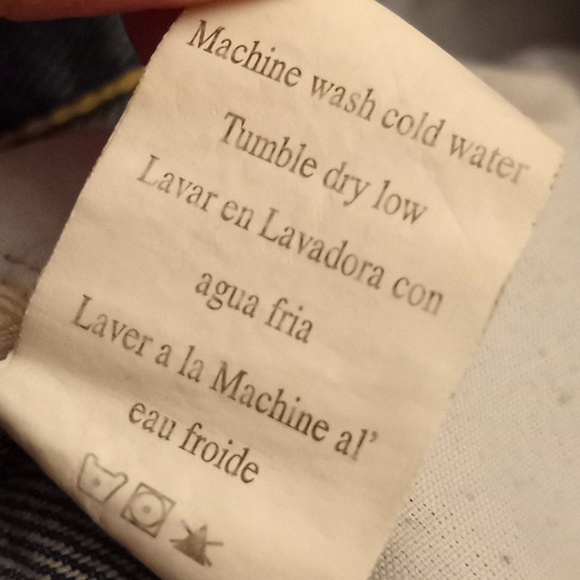 Machine wash cold water
Tumble dry low
Lavar en Lavadora con
agua fria
Laver a la Machine al'
eau froide